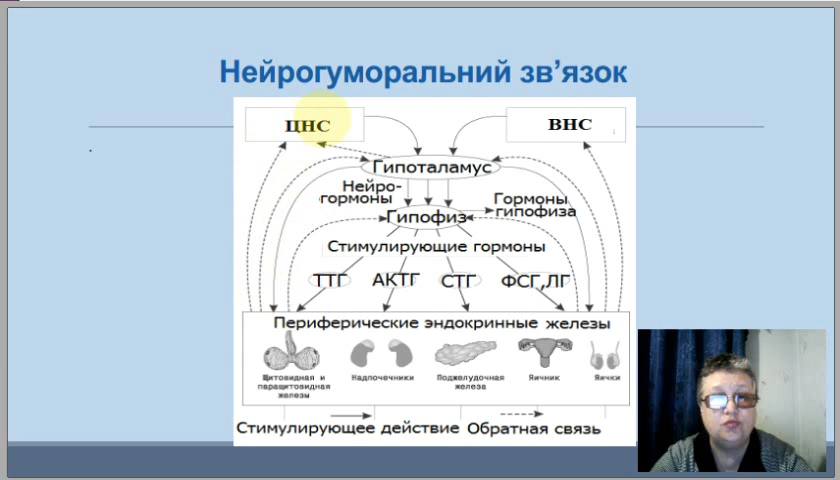 Нейрогуморальний зв’язок
ЦНС
ВНС
Гипоталамус
Нейро-
гормоны
Гормоны
гипофиза
Гипофиз
Стимулирующие гормоны
ТТГ АКТГ СТГ ФСГ,ЛГ
Периферические эндокринные железы
Щитовидная и
паращитовидная
железы
Надпочечники
Поджелудочная
железа
Яичник
Яички
Стимулирующее действие Обратная связь